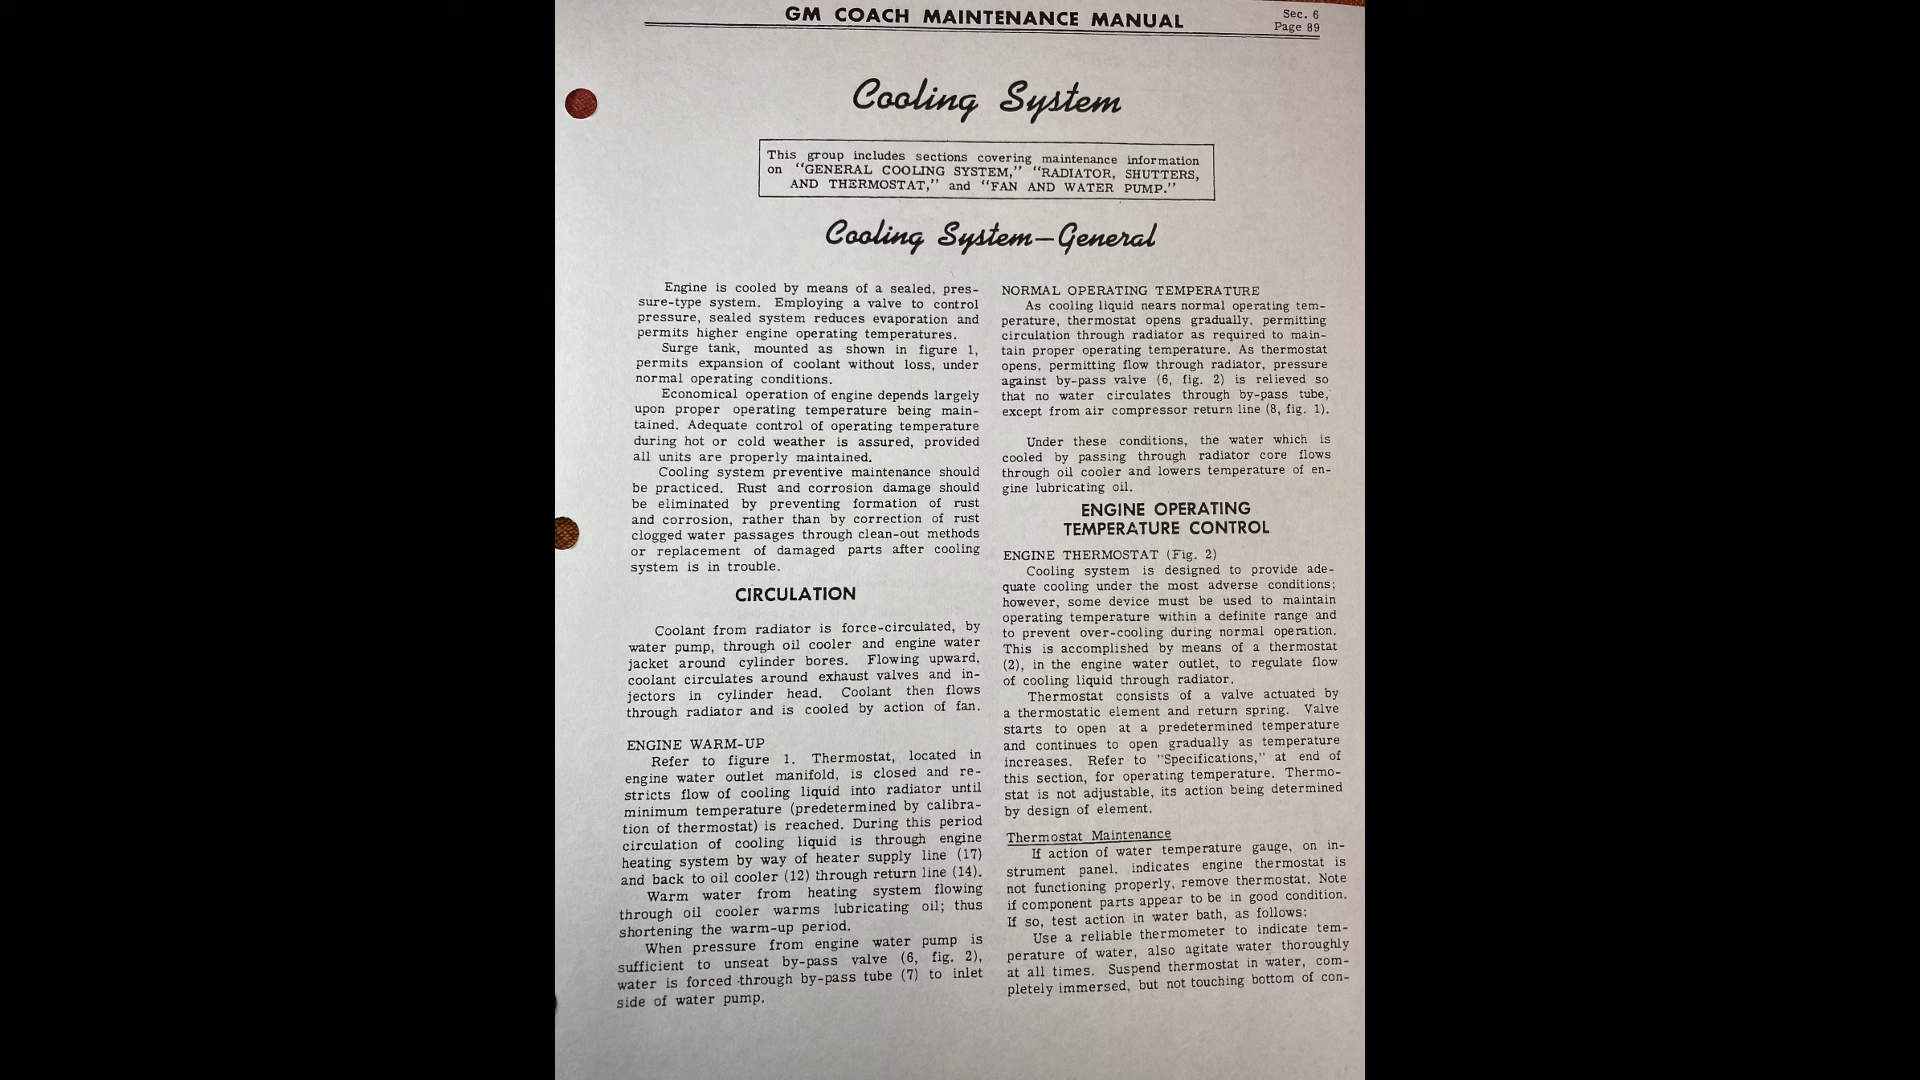 GM COACH MAINTENANCE MANUAL
Sec. 6
Page 89
Cooling System
This group includes sections covering maintenance information
on "GENERAL COOLING SYSTEM," "RADIATOR, SHUTTERS,
AND THERMOSTAT," and "FAN AND WATER PUMP."
Cooling System—General
Engine is cooled by means of a sealed, pres-
sure-type system. Employing a valve to control
pressure, sealed system reduces evaporation and
permits higher engine operating temperatures.
Surge tank, mounted as shown in figure 1,
permits expansion of coolant without loss, under
normal operating conditions.
Economical operation of engine depends largely
upon proper operating temperature being main-
tained. Adequate control of operating temperature
during hot or cold weather is assured, provided
all units are properly maintained.
Cooling system preventive maintenance should
be practiced. Rust and corrosion damage should
be eliminated by preventing formation of rust
and corrosion, rather than by correction of rust
clogged water passages through clean-out methods
or replacement of damaged parts after cooling
system is in trouble.
CIRCULATION
Coolant from radiator is force-circulated, by
water pump, through oil cooler and engine water
jacket around cylinder bores. Flowing upward,
coolant circulates around exhaust valves and in-
jectors in cylinder head. Coolant then flows
through radiator and is cooled by action of fan.
ENGINE WARM-UP
Refer to figure 1. Thermostat, located in
engine water outlet manifold, is closed and re-
stricts flow of cooling liquid into radiator until
minimum temperature (predetermined by calibra-
tion of thermostat) is reached. During this period
circulation of cooling liquid is through engine
heating system by way of heater supply line (17)
and back to oil cooler (12) through return line (14).
Warm water from heating system flowing
through oil cooler warms lubricating oil; thus
shortening the warm-up period.
When pressure from engine water pump is
sufficient to unseat by-pass valve (6, fig. 2),
water is forced through by-pass tube (7) to inlet
side of water pump.
NORMAL OPERATING TEMPERATURE
As cooling liquid nears normal operating tem-
perature, thermostat opens gradually, permitting
circulation through radiator as required to main-
tain proper operating temperature. As thermostat
opens, permitting flow through radiator, pressure
against by-pass valve (6, fig. 2) is relieved so
that no water circulates through by-pass tube,
except from air compressor return line (8, fig. 1).
Under these conditions, the water which is
cooled by passing through radiator core flows
through oil cooler and lowers temperature of en-
gine lubricating oil.
ENGINE OPERATING
TEMPERATURE CONTROL
ENGINE THERMOSTAT (Fig. 2)
Cooling system is designed to provide ade-
quate cooling under the most adverse conditions;
however, some device must be used to maintain
operating temperature within a definite range and
to prevent over-cooling during normal operation.
This is accomplished by means of a thermostat
(2), in the engine water outlet, to regulate flow
of cooling liquid through radiator.
Thermostat consists of a valve actuated by
a thermostatic element and return spring. Valve
starts to open at a predetermined temperature
and continues to open gradually as temperature
increases. Refer to "Specifications," at end of
this section, for operating temperature. Thermo-
stat is not adjustable, its action being determined
by design of element.
Thermostat Maintenance
If action of water temperature gauge, on in-
strument panel, indicates engine thermostat is
not functioning properly, remove thermostat. Note
if component parts appear to be in good condition.
If so, test action in water bath, as follows:
Use a reliable thermometer to indicate tem-
perature of water, also agitate water thoroughly
at all times. Suspend thermostat in water, com-
pletely immersed, but not touching bottom of con-